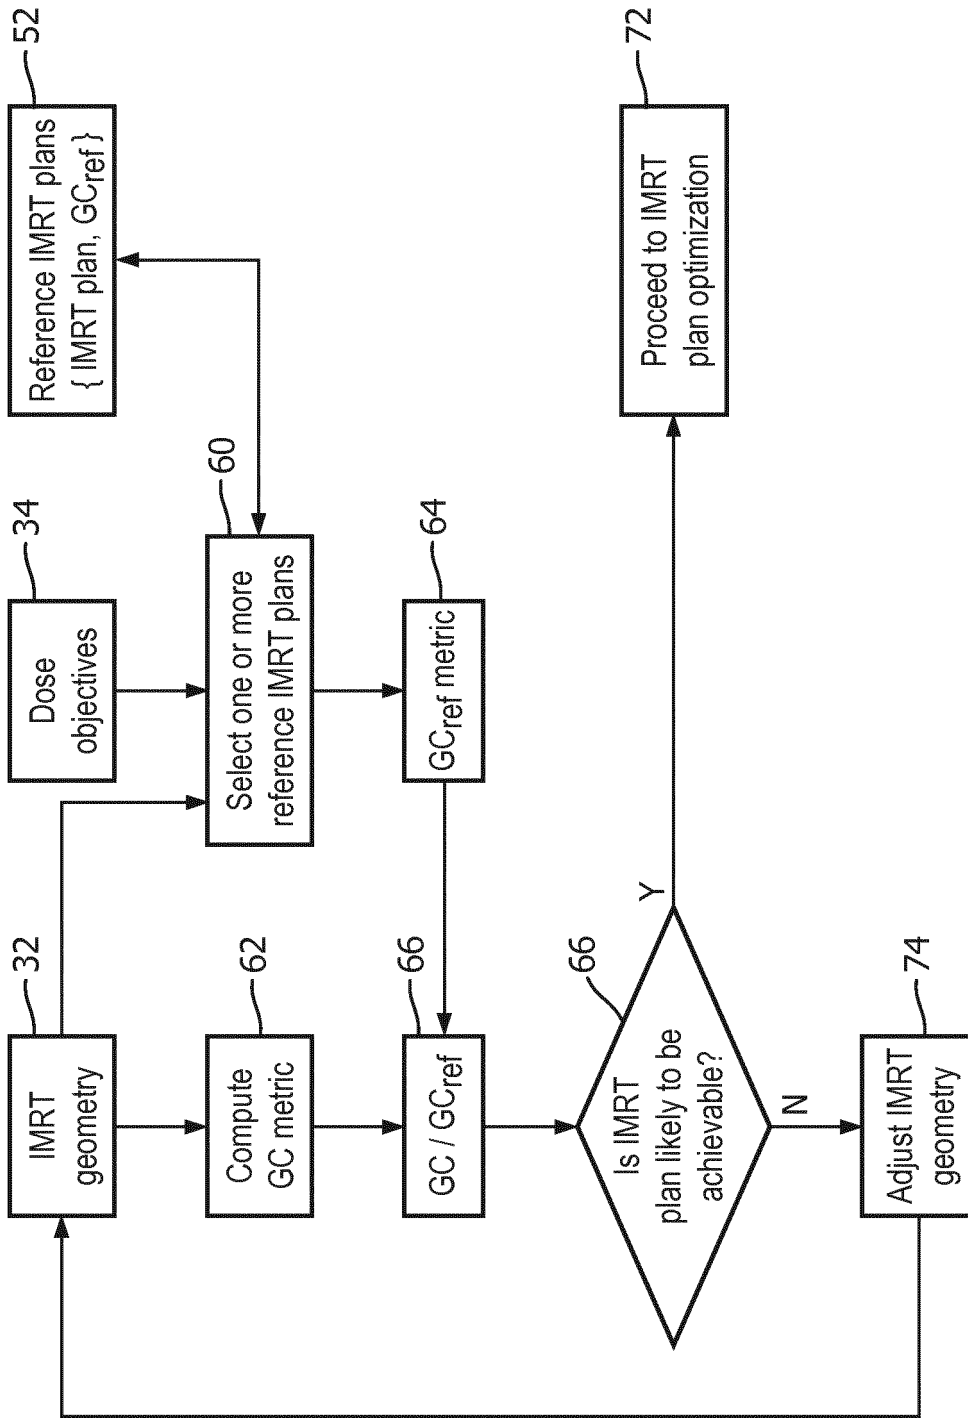 32
IMRT
geometry
34
Dose
objectives
52
Reference IMRT plans
{ IMRT plan, GCref }
62
Compute
GC metric
60
Select one or more
reference IMRT plans
66
GC / GCref
64
GCref metric
66
Is IMRT
plan likely to be
achievable?
Y
N
72
Proceed to IMRT
plan optimization
74
Adjust IMRT
geometry